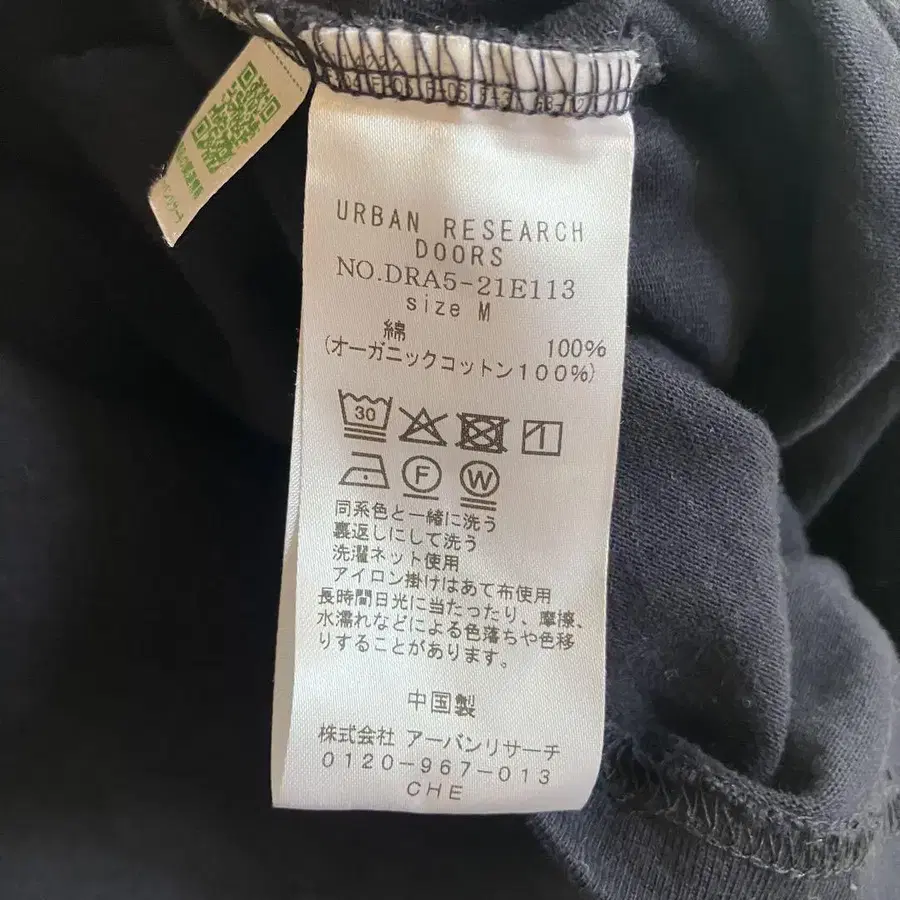 URBAN RESEARCH
DOORS
NO.DRA5-21E113
size M
綿 100%
(オーガニックコットン100%)
30
F
W
同系色と一緒に洗う
裏返しにして洗う
洗濯ネット使用
アイロン掛けはあて布使用
長時間日光に当たったり、摩擦、
水濡れなどによる色落ちや色移
りすることがあります。
中国製
株式会社 アーバンリサーチ
0120-967-013
CHE